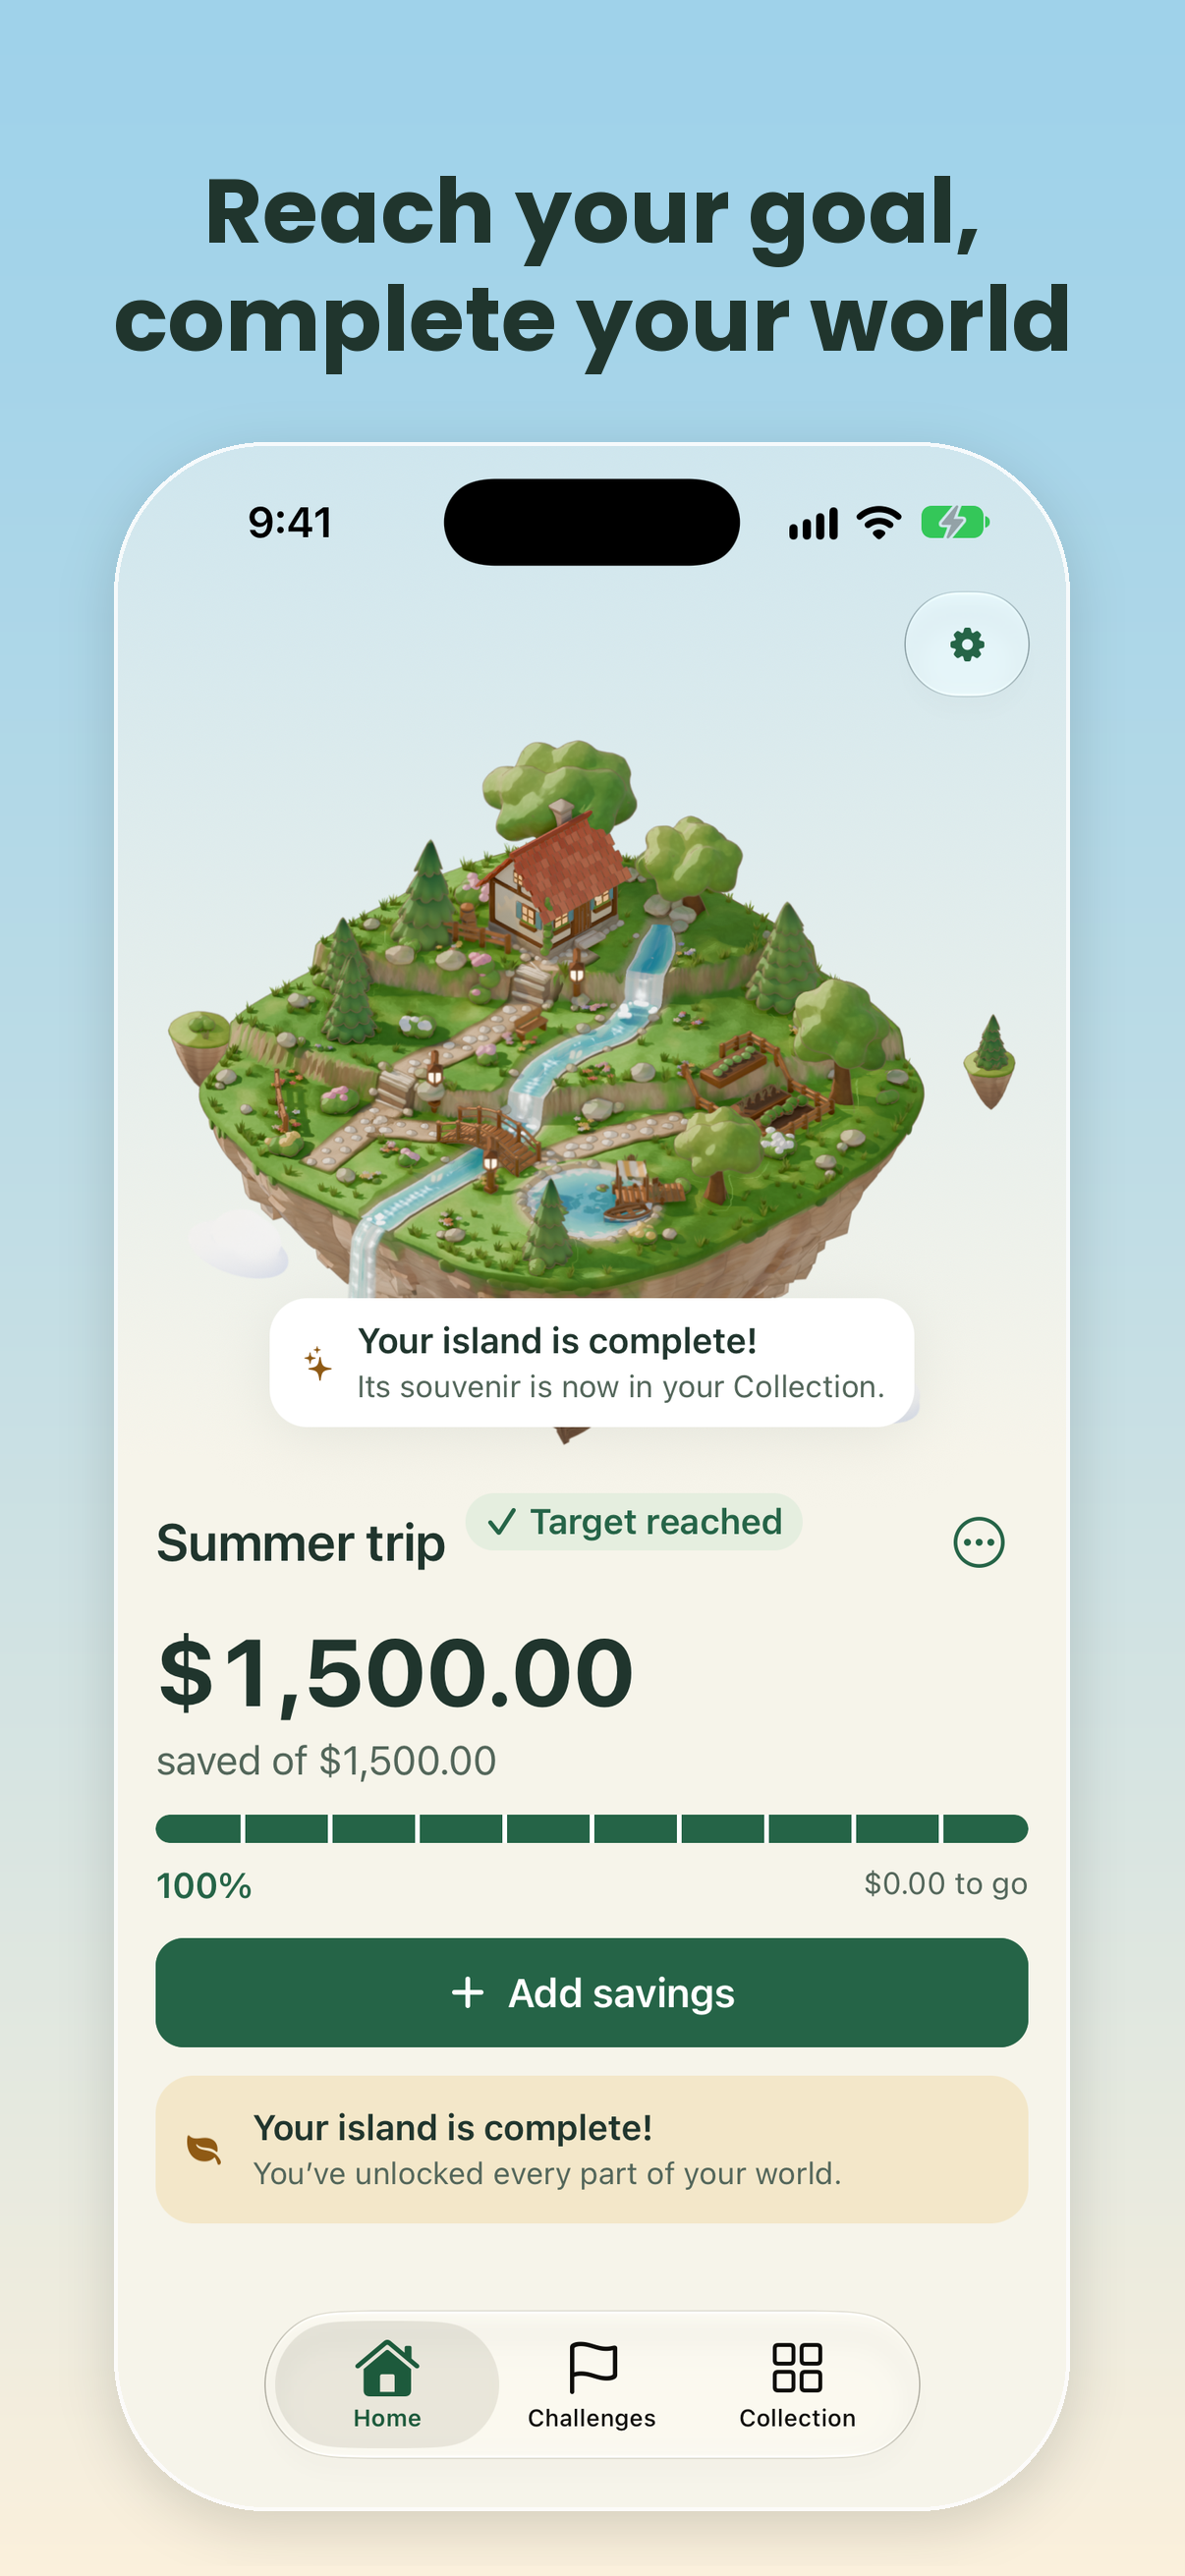 Reach your goal,
complete your world
9:41
Your island is complete!
Its souvenir is now in your Collection.
Summer trip
Target reached
$1,500.00
saved of $1,500.00
100%
$0.00 to go
+ Add savings
Your island is complete!
You’ve unlocked every part of your world.
Home
Challenges
Collection